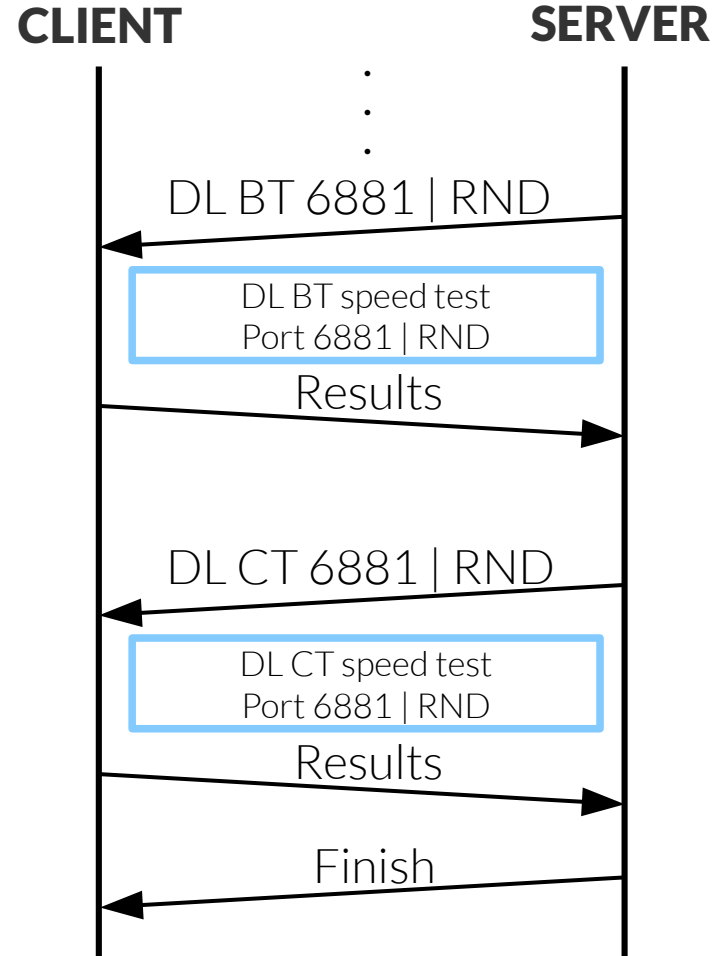 CLIENT SERVER
DL BT 6881 | RND
DL BT speed test
Port 6881 | RND
Results
DL CT 6881 | RND
DL CT speed test
Port 6881 | RND
Results
Finish